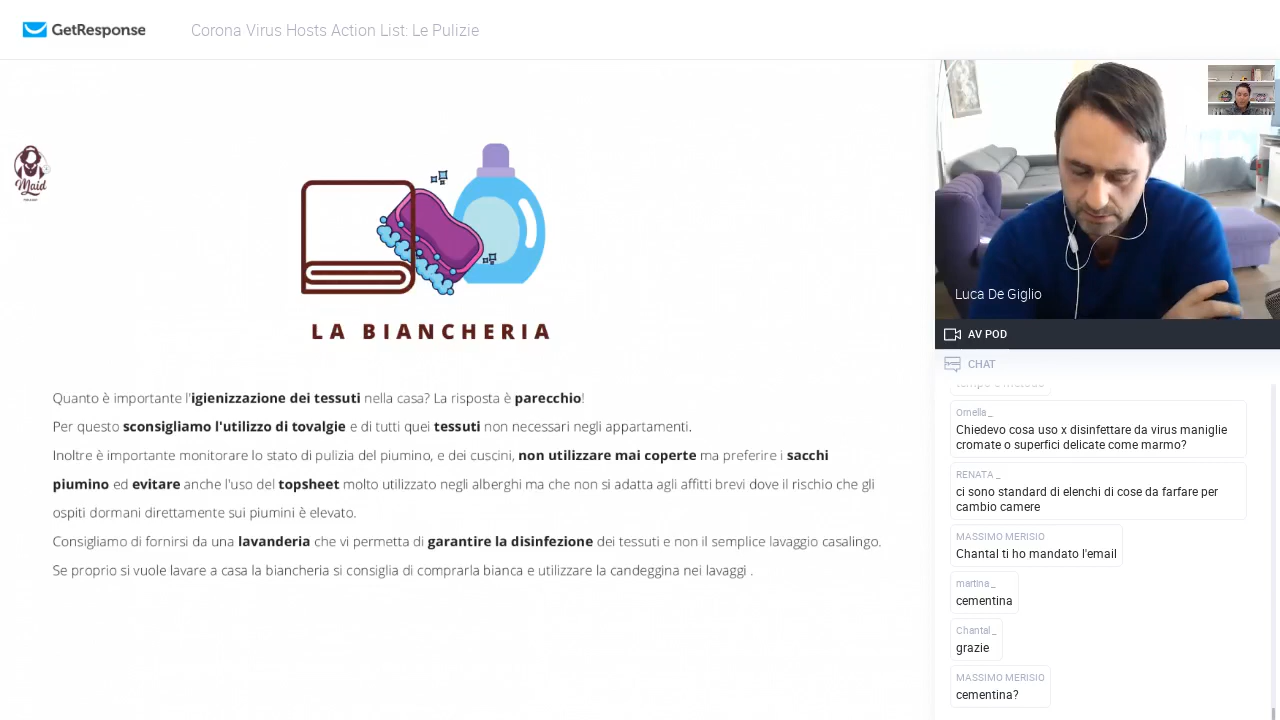 GetResponse
Corona Virus Hosts Action List: Le Pulizie
Maid
LA BIANCHERIA
Quanto è importante l'igienizzazione dei tessuti nella casa? La risposta è parecchio!
Per questo sconsigliamo l'utilizzo di tovalgie e di tutti quei tessuti non necessari negli appartamenti.
Inoltre è importante monitorare lo stato di pulizia del piumino, e dei cuscini, non utilizzare mai coperte ma preferire i sacchi
piumino ed evitare anche l'uso del topsheet molto utilizzato negli alberghi ma che non si adatta agli affitti brevi dove il rischio che gli
ospiti dormani direttamente sui piumini è elevato.
Consigliamo di fornirsi da una lavanderia che vi permetta di garantire la disinfezione dei tessuti e non il semplice lavaggio casalingo.
Se proprio si vuole lavare a casa la biancheria si consiglia di comprarla bianca e utilizzare la candeggina nei lavaggi .
Luca De Giglio
AV POD
CHAT
tempo e metodo
Ornella _
Chiedevo cosa uso x disinfettare da virus maniglie
cromate o superfici delicate come marmo?
RENATA _
ci sono standard di elenchi di cose da farfare per
cambio camere
MASSIMO MERISIO
Chantal ti ho mandato l'email
martina _
cementina
Chantal _
grazie
MASSIMO MERISIO
cementina?